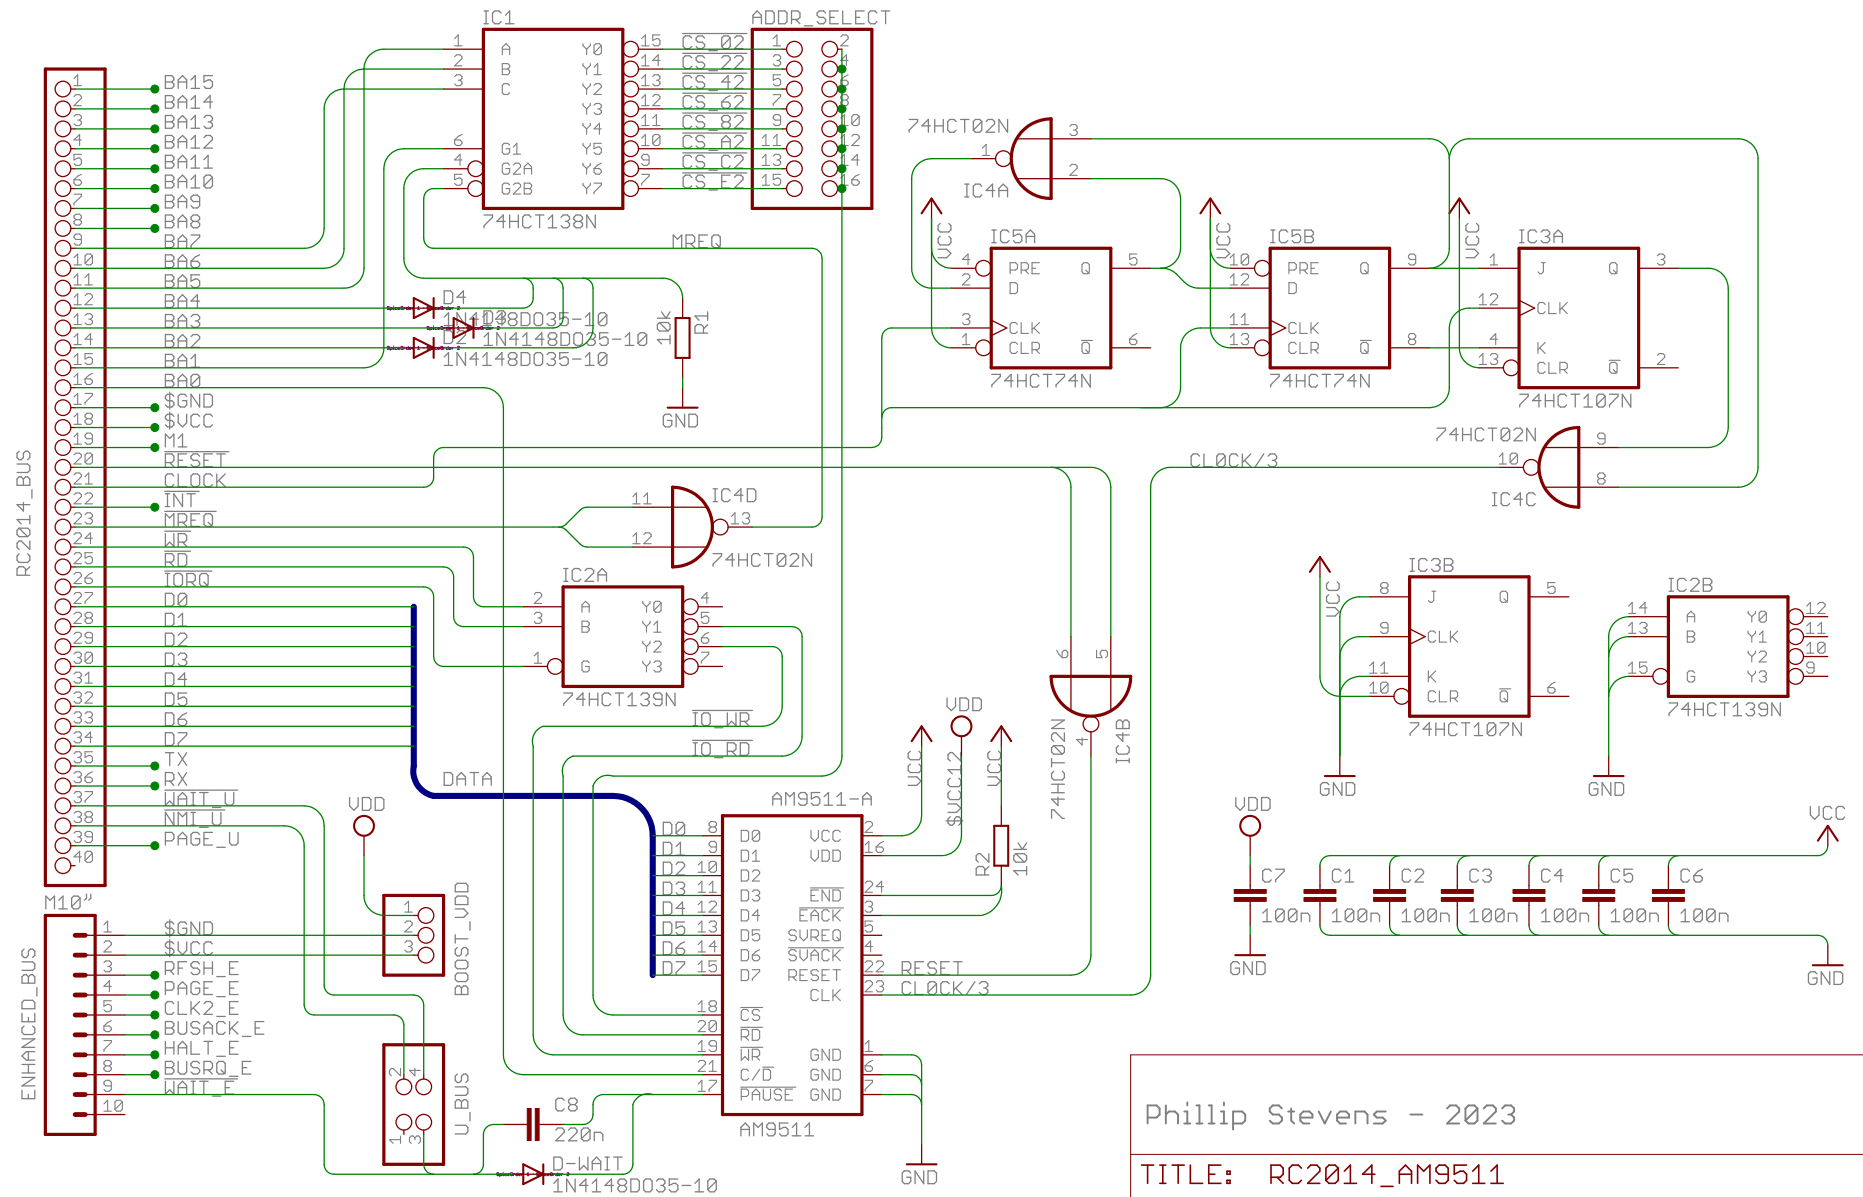 IC1
ADDR_SELECT
1 A Y0 15 CS_02 1 2
2 B Y1 14 CS_22 3 4
3 C Y2 13 CS_42 5 6
Y3 12 CS_62 7 8
Y4 11 CS_82 9 10
6 G1 Y5 10 CS_A2 11 12
4 G2A Y6 9 CS_C2 13 14
5 G2B Y7 7 CS_E2 15 16
74HCT138N
RC2014_BUS
1 BA15
2 BA14
3 BA13
4 BA12
5 BA11
6 BA10
7 BA9
8 BA8
9 BA7
10 BA6
11 BA5
12 BA4
13 BA3
14 BA2
15 BA1
16 BA0
17 $GND
18 $VCC
19 M1
20 RESET
21 CLOCK
22 INT
23 MREQ
24 WR
25 RD
26 IORQ
27 D0
28 D1
29 D2
30 D3
31 D4
32 D5
33 D6
34 D7
35 TX
36 RX
37 WAIT_U
38 NMI_U
39 PAGE_U
40
M10"
MREQ
D4
1N4148DO35-10
D3
1N4148DO35-10
D2
1N4148DO35-10
10k
R1
GND
74HCT02N
3
1
2
IC4A
VCC
IC5A
4 PRE Q 5
2 D
3 CLK
1 CLR Q 6
74HCT74N
VCC
IC5B
10 PRE Q 9
12 D
11 CLK
13 CLR Q 8
74HCT74N
VCC
IC3A
1 J Q 3
12 CLK
4 K
13 CLR Q 2
74HCT107N
74HCT02N
9
10
8
IC4C
CLOCK/3
11
12
IC4D
13
74HCT02N
IC2A
2 A Y0 4
3 B Y1 5
Y2 6
1 G Y3 7
74HCT139N
IO_WR
IO_RD
DATA
6
5
4
74HCT02N
IC4B
VCC
IC3B
8 J Q 5
9 CLK
11 K
10 CLR Q 6
74HCT107N
GND
IC2B
14 A Y0 12
13 B Y1 11
Y2 10
15 G Y3 9
74HCT139N
GND
VCC
VDD
$VCC12
VCC
R2
10k
AM9511-A
D0 8 D0 VCC 2
D1 9 D1 VDD 16
D2 10 D2
D3 11 D3 END 24
D4 12 D4 EACK 3
D5 13 D5 SVREQ 5
D6 14 D6 SVACK 4
D7 15 D7 RESET 22 RESET
CLK 23 CLOCK/3
18 CS
20 RD
19 WR GND 1
21 C/D GND 6
17 PAUSE GND 7
AM9511
GND
VDD
1
2
3
BOOST_VDD
ENHANCED_BUS
1 $GND
2 $VCC
3 RFSH_E
4 PAGE_E
5 CLK2_E
6 BUSACK_E
7 HALT_E
8 BUSRQ_E
9 WAIT_E
10
2 4
1 3
U_BUS
C8
220n
D-WAIT
1N4148DO35-10
VDD
C7
100n
GND
C1
100n
C2
100n
C3
100n
C4
100n
C5
100n
C6
100n
VCC
GND
Phillip Stevens - 2023
TITLE: RC2014_AM9511